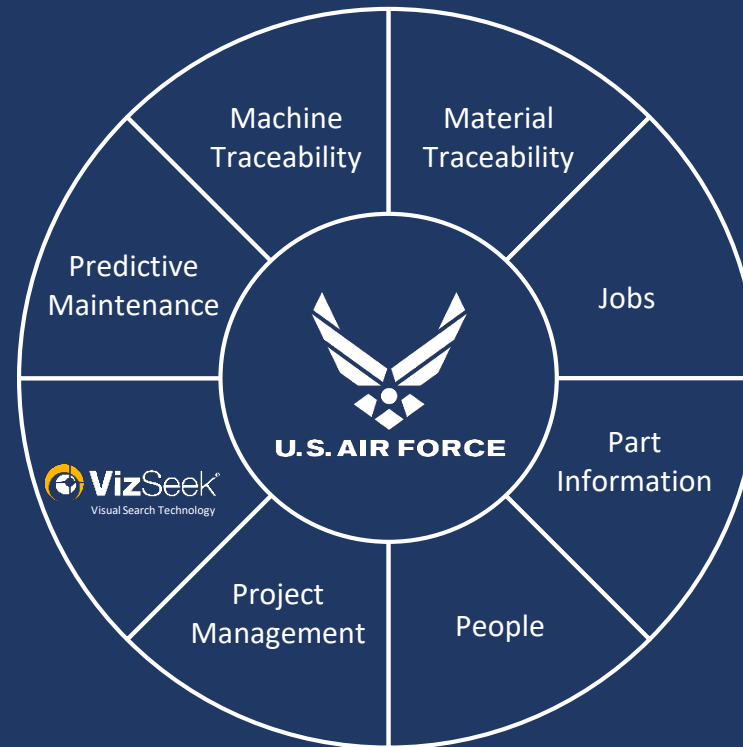 Machine
Traceability
Material
Traceability
Predictive
Maintenance
Jobs
U.S. AIR FORCE
VizSeek®
Visual Search Technology
Part
Information
Project
Management
People